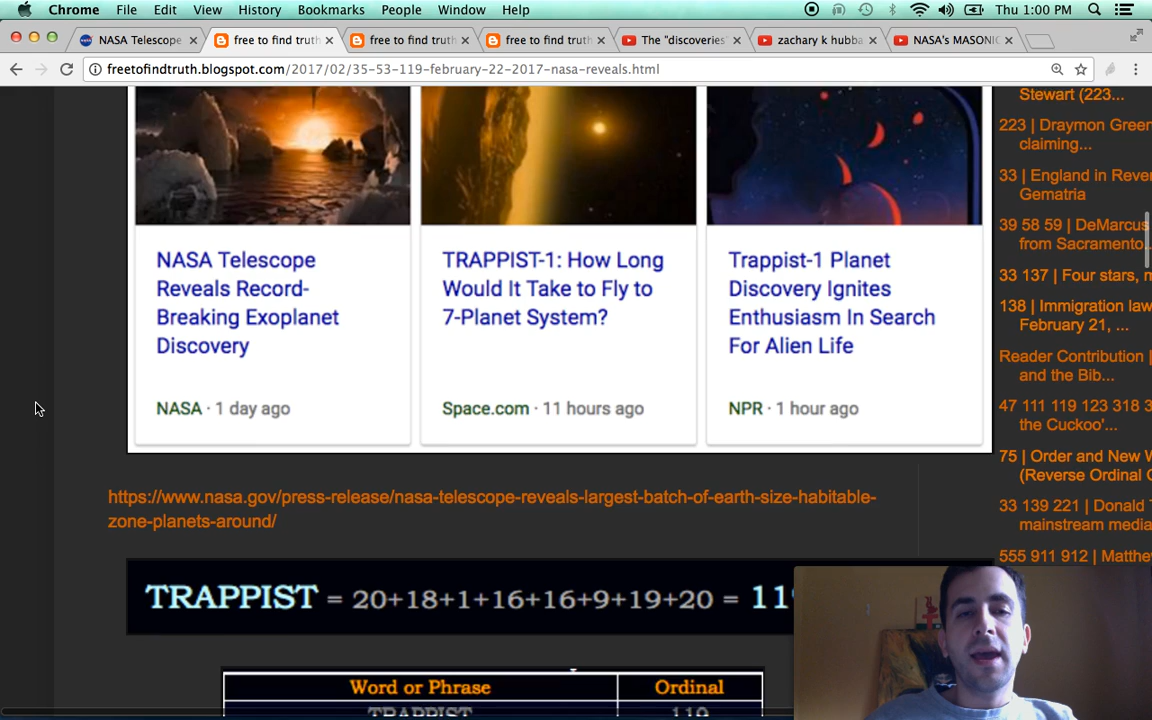 Chrome File Edit View History Bookmarks People Window Help Thu 1:00 PM
NASA Telescope × free to find truth × free to find truth × free to find truth × The "discoveries" × zachary k hubba × NASA's MASONIC ×
freetofindtruth.blogspot.com/2017/02/35-53-119-february-22-2017-nasa-reveals.html
NASA Telescope
Reveals Record-
Breaking Exoplanet
Discovery
NASA · 1 day ago
TRAPPIST-1: How Long
Would It Take to Fly to
7-Planet System?
Space.com · 11 hours ago
Trappist-1 Planet
Discovery Ignites
Enthusiasm In Search
For Alien Life
NPR · 1 hour ago
https://www.nasa.gov/press-release/nasa-telescope-reveals-largest-batch-of-earth-size-habitable-
zone-planets-around/
TRAPPIST = 20+18+1+16+16+9+19+20 = 11
Word or Phrase Ordinal
TRAPPIST 119
Stewart (223...
223 | Draymon Green
claiming...
33 | England in Rever
Gematria
39 58 59 | DeMarcus
from Sacramento...
33 137 | Four stars, m
138 | Immigration law
February 21, ...
Reader Contribution |
and the Bib...
47 111 119 123 318 3
the Cuckoo'...
75 | Order and New W
(Reverse Ordinal G
33 139 221 | Donald T
mainstream media
555 911 912 | Matthe